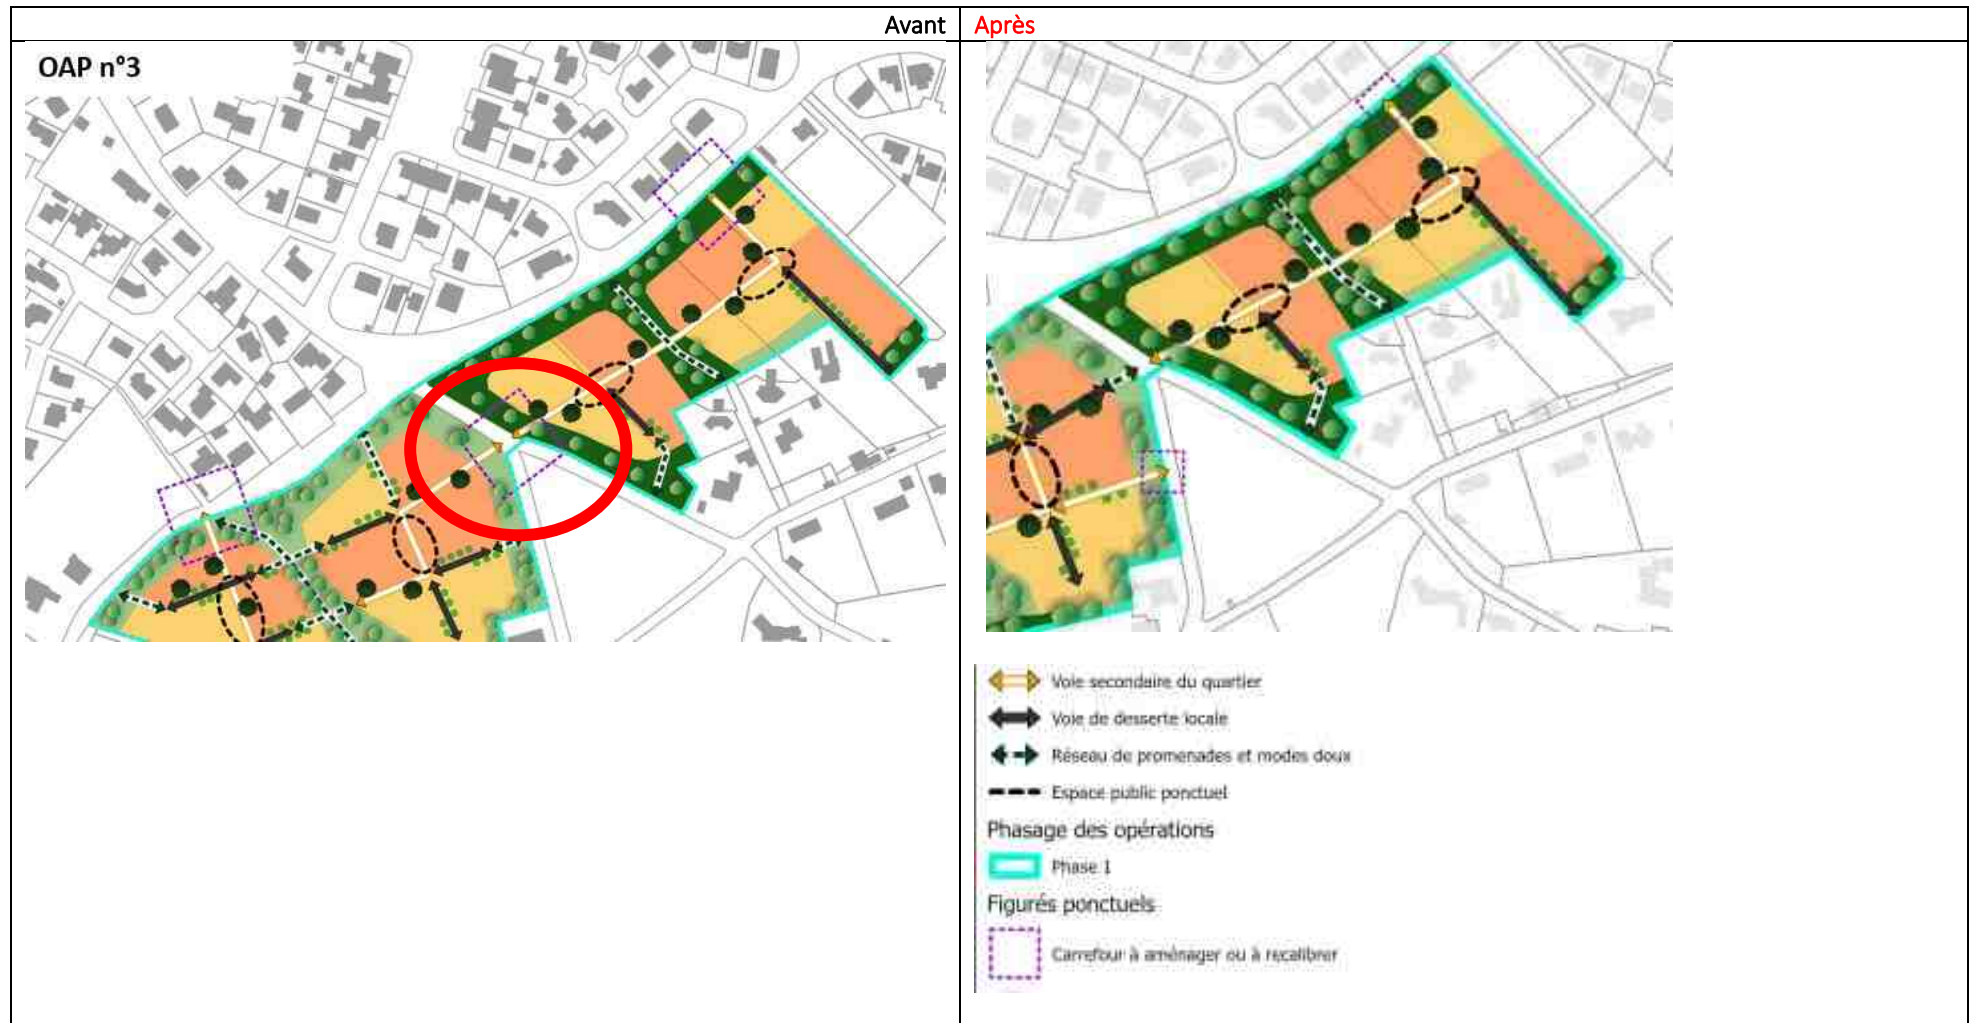 Avant
Après
OAP n°3
Voie secondaire du quartier
Voie de desserte locale
Réseau de promenades et modes doux
Espace public ponctuel
Phasage des opérations
Phase 1
Figurés ponctuels
Carrefour à aménager ou à recalibrer